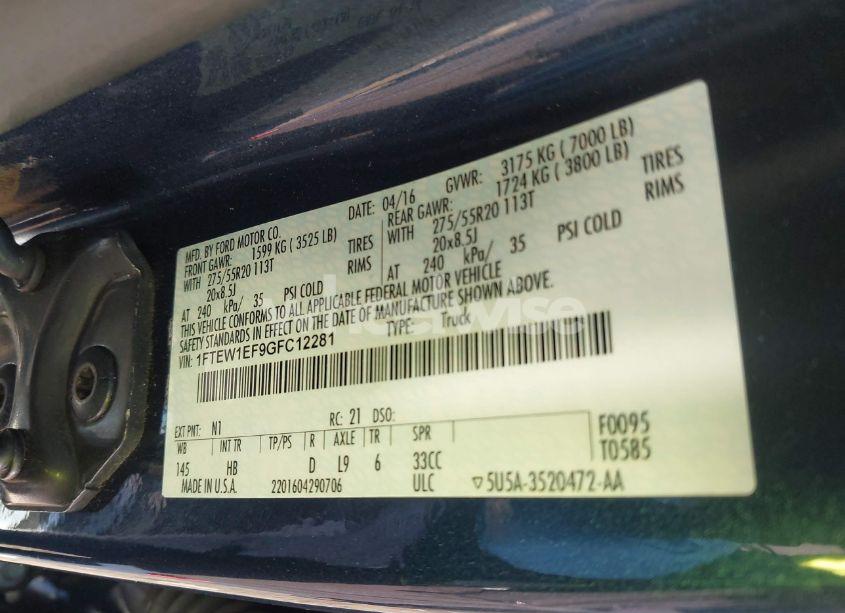 MFD. BY FORD MOTOR CO. DATE: 04/16 GVWR: 3175 KG ( 7000 LB)
FRONT GAWR: 1599 KG ( 3525 LB) REAR GAWR: 1724 KG ( 3800 LB)
WITH 275/55R20 113T TIRES WITH 275/55R20 113T TIRES
20x8.5J RIMS 20x8.5J RIMS
AT 240 kPa/ 35 PSI COLD AT 240 kPa/ 35 PSI COLD
THIS VEHICLE CONFORMS TO ALL APPLICABLE FEDERAL MOTOR VEHICLE
SAFETY STANDARDS IN EFFECT ON THE DATE OF MANUFACTURE SHOWN ABOVE.
VIN: 1FTEW1EF9GFC12281 TYPE: Truck
EXT PNT: N1 RC: 21 DSO: F0095
WB INT TR TP/PS R AXLE TR SPR T0585
145 HB D L9 6 33CC
MADE IN U.S.A. 2201604290706 ULC ▽5U5A-3520472-AA